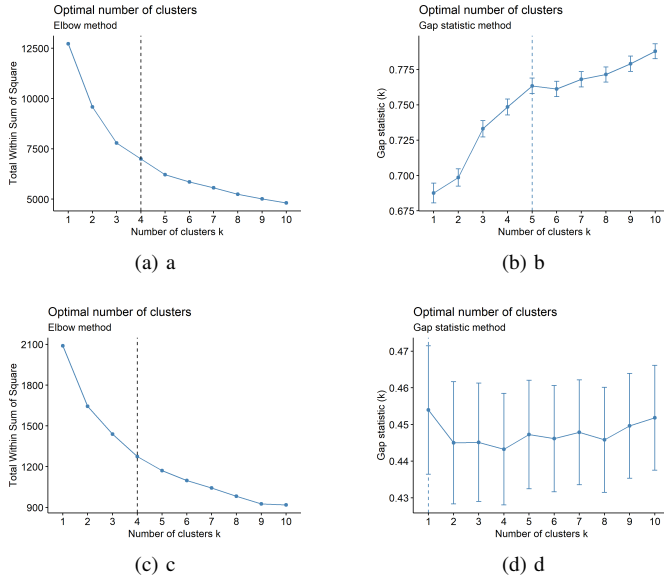 Optimal number of clusters
Elbow method
Total Within Sum of Square
12500
10000
7500
5000
1 2 3 4 5 6 7 8 9 10
Number of clusters k
(a) a
Optimal number of clusters
Gap statistic method
Gap statistic (k)
0.775
0.750
0.725
0.700
0.675
1 2 3 4 5 6 7 8 9 10
Number of clusters k
(b) b
Optimal number of clusters
Elbow method
Total Within Sum of Square
2100
1800
1500
1200
900
1 2 3 4 5 6 7 8 9 10
Number of clusters k
(c) c
Optimal number of clusters
Gap statistic method
Gap statistic (k)
0.47
0.46
0.45
0.44
0.43
1 2 3 4 5 6 7 8 9 10
Number of clusters k
(d) d